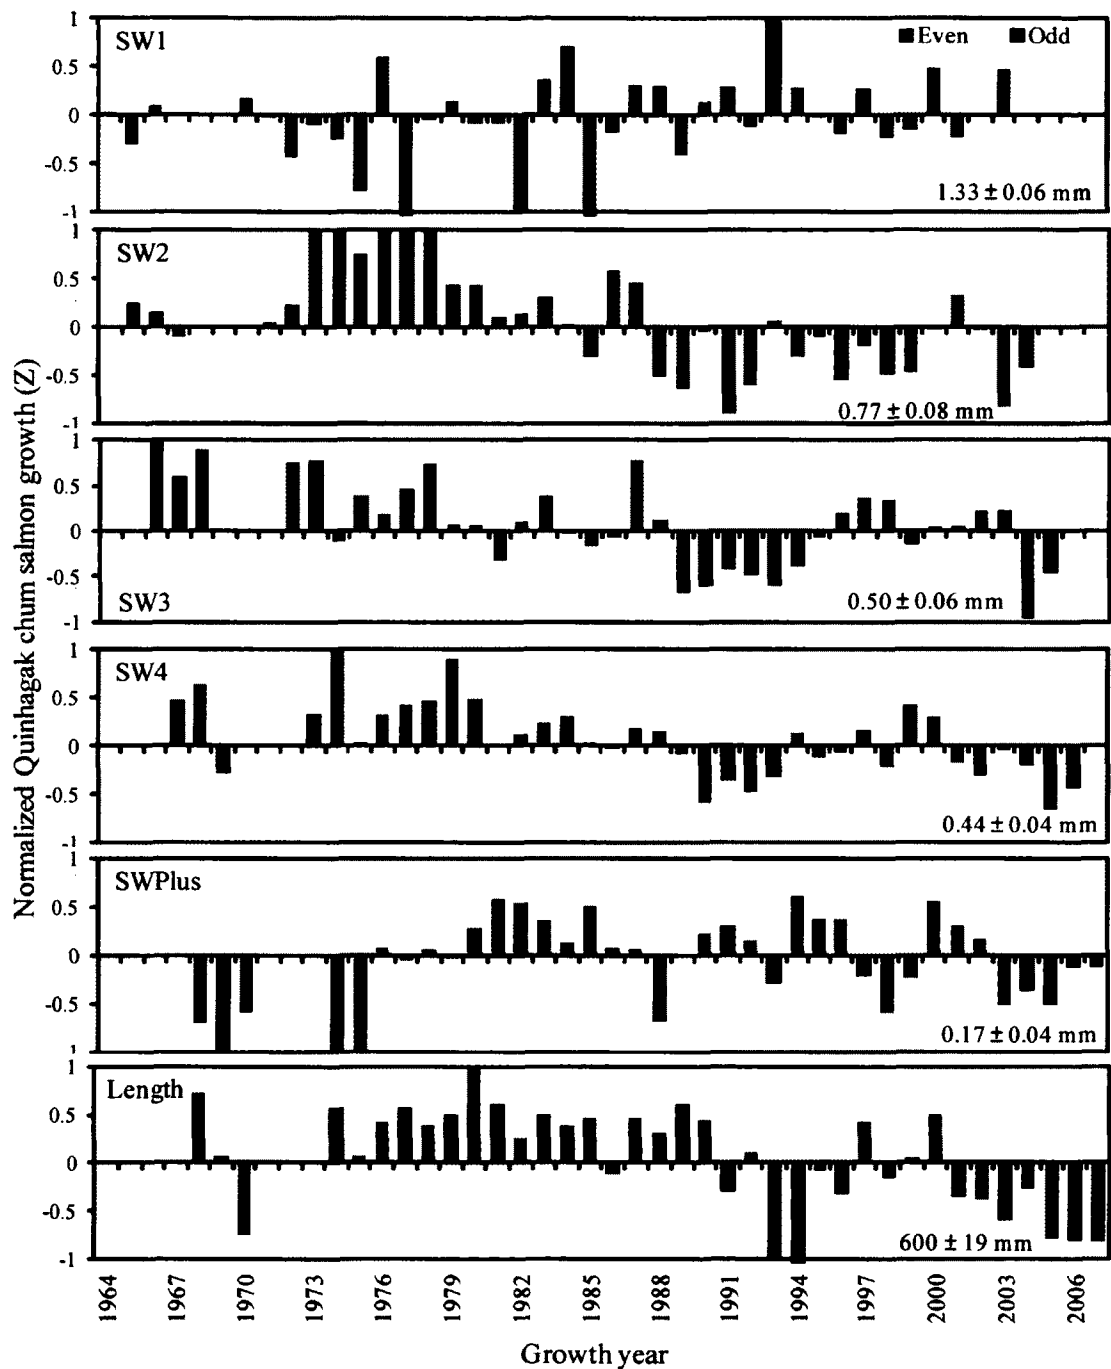 Normalized Quinhagak chum salmon growth (Z)
1
0.5
0
-0.5
-1
SW1
Even
Odd
1.33 ± 0.06 mm
1
0.5
0
-0.5
-1
SW2
0.77 ± 0.08 mm
1
0.5
0
-0.5
-1
SW3
0.50 ± 0.06 mm
1
0.5
0
-0.5
-1
SW4
0.44 ± 0.04 mm
1
0.5
0
-0.5
1
SWPlus
0.17 ± 0.04 mm
1
0.5
0
-0.5
-1
Length
600 ± 19 mm
1964
1967
1970
1973
1976
1979
1982
1985
1988
1991
1994
1997
2000
2003
2006
Growth year